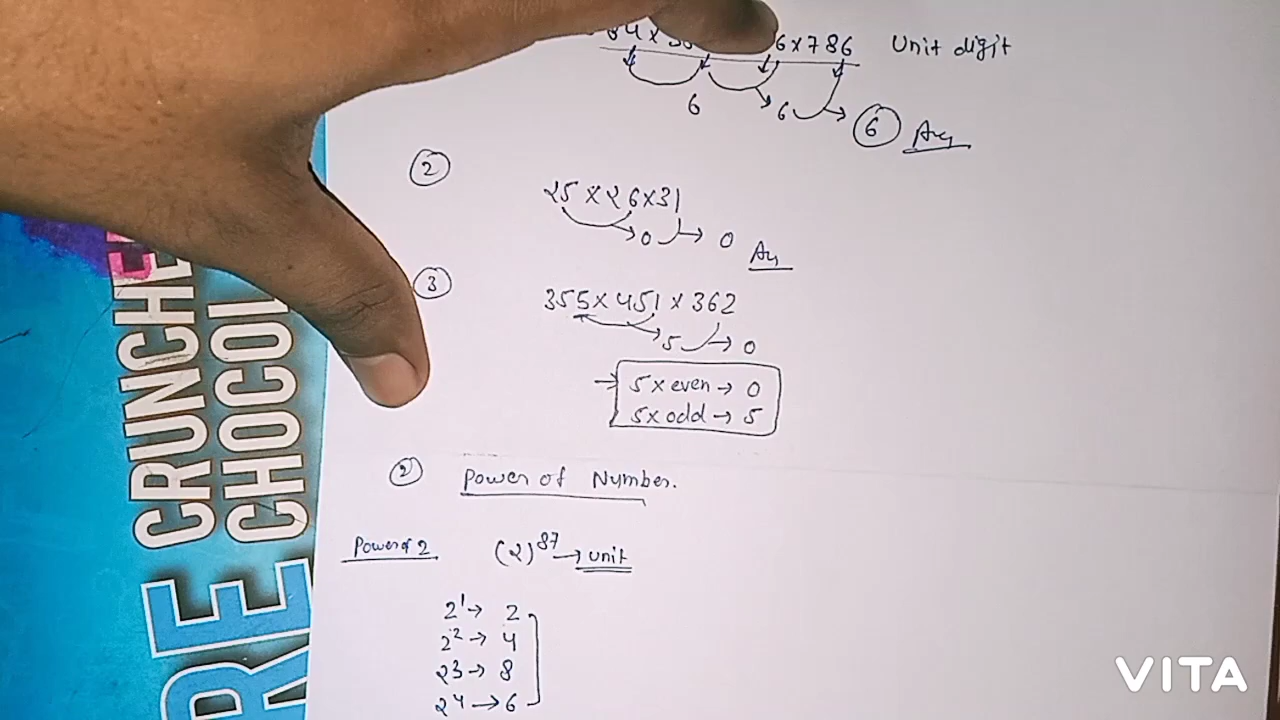 6x786 Unit digit
6 6 6 Ans
2
25 x 26 x 31
0 0 Ans
3
355 x 451 x 362
5 0
5 x even → 0
5 x odd → 5
2 Power of Number.
Power of 2 (2)^87 → unit
2^1 → 2
2^2 → 4
2^3 → 8
2^4 → 6
CRUNCHE
CHOCOL
RE
VITA